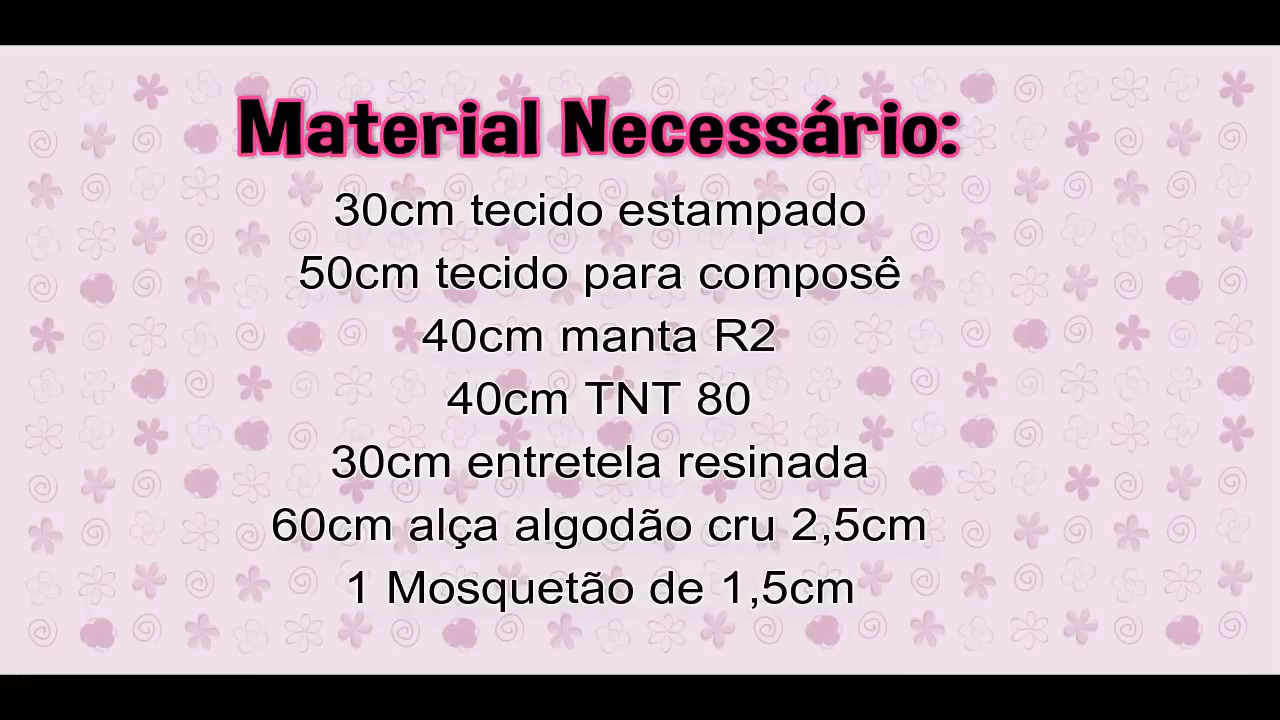 Material Necessário:
30cm tecido estampado
50cm tecido para composê
40cm manta R2
40cm TNT 80
30cm entretela resinada
60cm alça algodão cru 2,5cm
1 Mosquetão de 1,5cm